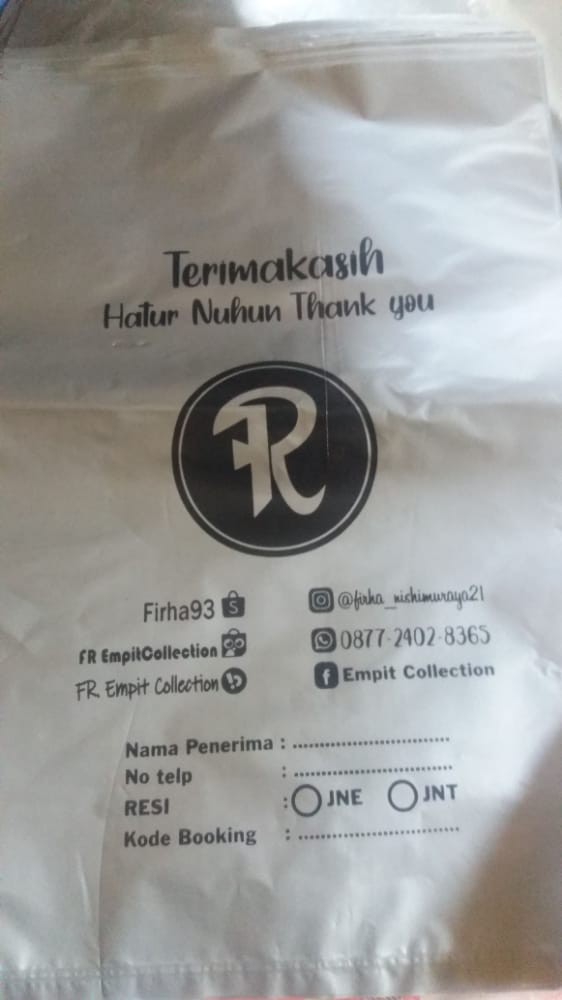 Terimakasih
Hatur Nuhun Thank you
FR
Firha93
FR EmpitCollection
FR. Empit Collection
@firha_nishimuraya21
0877-2402-8365
Empit Collection
Nama Penerima : ..............................
No telp : ..............................
RESI : JNE JNT
Kode Booking : ..............................